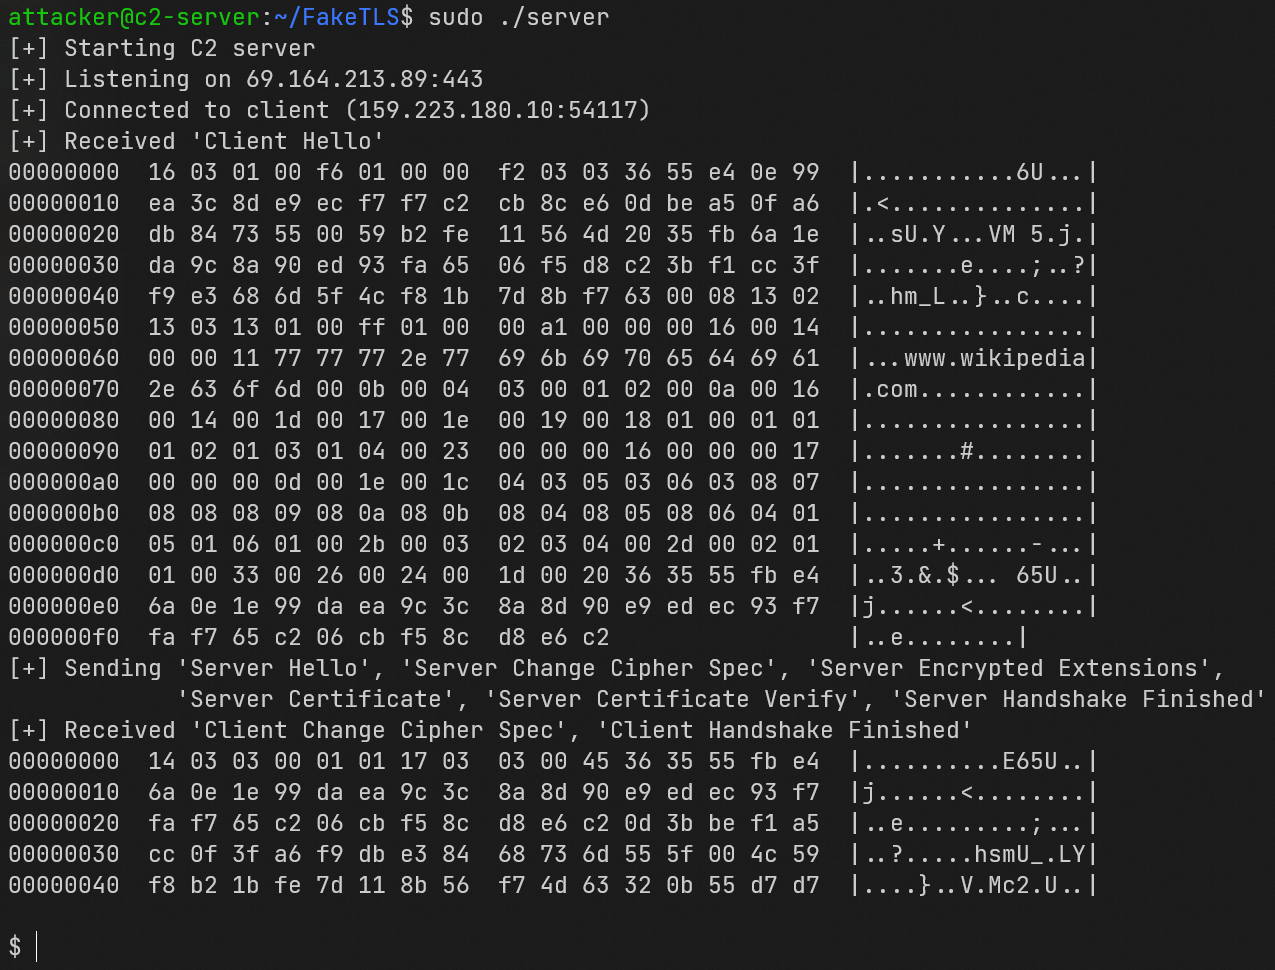 attacker@c2-server:~/FakeTLS$ sudo ./server
[+] Starting C2 server
[+] Listening on 69.164.213.89:443
[+] Connected to client (159.223.180.10:54117)
[+] Received 'Client Hello'
00000000  16 03 01 00 f6 01 00 00  f2 03 03 36 55 e4 0e 99  |...........6U...|
00000010  ea 3c 8d e9 ec f7 f7 c2  cb 8c e6 0d be a5 0f a6  |.<..............|
00000020  db 84 73 55 00 59 b2 fe  11 56 4d 20 35 fb 6a 1e  |..sU.Y...VM 5.j.|
00000030  da 9c 8a 90 ed 93 fa 65  06 f5 d8 c2 3b f1 cc 3f  |.......e....;..?|
00000040  f9 e3 68 6d 5f 4c f8 1b  7d 8b f7 63 00 08 13 02  |..hm_L..}..c....|
00000050  13 03 13 01 00 ff 01 00  00 a1 00 00 00 16 00 14  |................|
00000060  00 00 11 77 77 77 2e 77  69 6b 69 70 65 64 69 61  |...www.wikipedia|
00000070  2e 63 6f 6d 00 0b 00 04  03 00 01 02 00 0a 00 16  |.com............|
00000080  00 14 00 1d 00 17 00 1e  00 19 00 18 01 00 01 01  |................|
00000090  01 02 01 03 01 04 00 23  00 00 00 16 00 00 00 17  |.......#........|
000000a0  00 00 00 0d 00 1e 00 1c  04 03 05 03 06 03 08 07  |................|
000000b0  08 08 08 09 08 0a 08 0b  08 04 08 05 08 06 04 01  |................|
000000c0  05 01 06 01 00 2b 00 03  02 03 04 00 2d 00 02 01  |.....+......-...|
000000d0  01 00 33 00 26 00 24 00  1d 00 20 36 35 55 fb e4  |..3.&.$... 65U..|
000000e0  6a 0e 1e 99 da ea 9c 3c  8a 8d 90 e9 ed ec 93 f7  |j......<........|
000000f0  fa f7 65 c2 06 cb f5 8c  d8 e6 c2                 |..e........|
[+] Sending 'Server Hello', 'Server Change Cipher Spec', 'Server Encrypted Extensions',
            'Server Certificate', 'Server Certificate Verify', 'Server Handshake Finished'
[+] Received 'Client Change Cipher Spec', 'Client Handshake Finished'
00000000  14 03 03 00 01 01 17 03  03 00 45 36 35 55 fb e4  |..........E65U..|
00000010  6a 0e 1e 99 da ea 9c 3c  8a 8d 90 e9 ed ec 93 f7  |j......<........|
00000020  fa f7 65 c2 06 cb f5 8c  d8 e6 c2 0d 3b be f1 a5  |..e.........;...|
00000030  cc 0f 3f a6 f9 db e3 84  68 73 6d 55 5f 00 4c 59  |..?.....hsmU_.LY|
00000040  f8 b2 1b fe 7d 11 8b 56  f7 4d 63 32 0b 55 d7 d7  |....}..V.Mc2.U..|
$